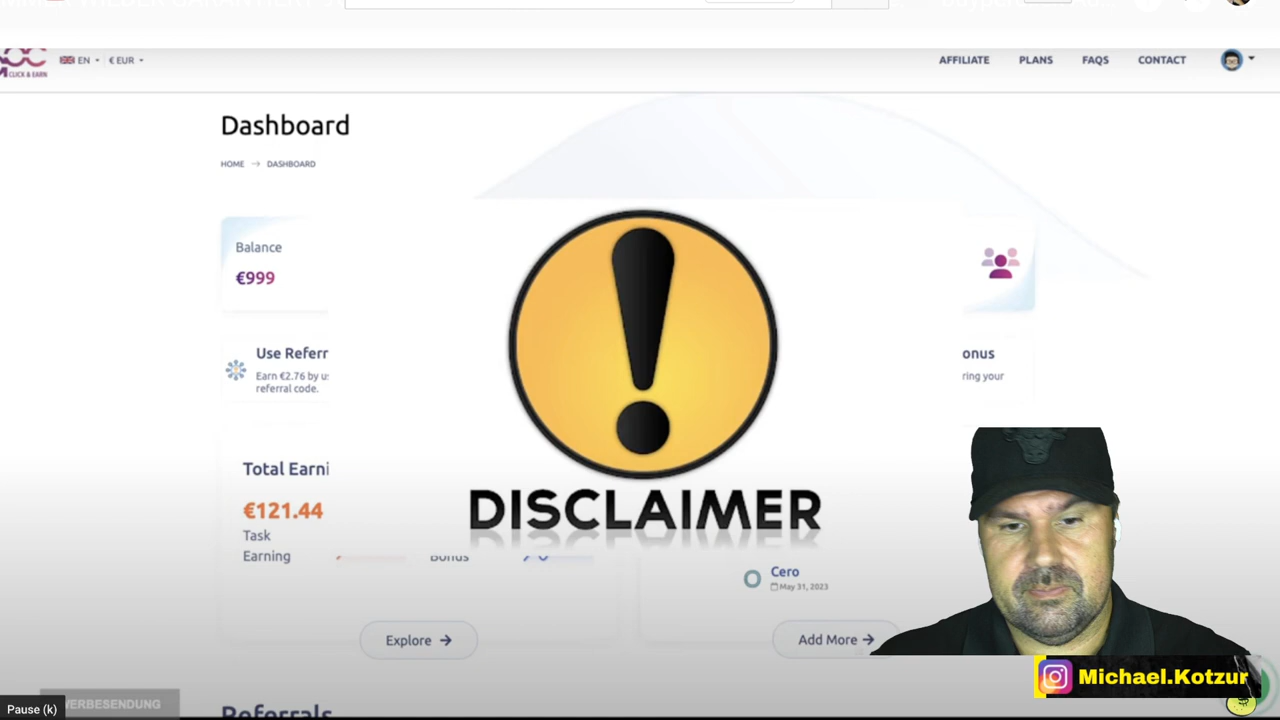 CLICK & EARN
EN
€ EUR
AFFILIATE
PLANS
FAQS
CONTACT
Dashboard
HOME → DASHBOARD
Balance
€999
Use Referr
Earn €2.76 by u
referral code.
onus
ring your
Total Earni
€121.44
Task
Earning
Bonus
DISCLAIMER
Cero
May 31, 2023
Explore →
Add More →
Michael.Kotzur
ERBESENDUNG
Pause (k)
Referrals